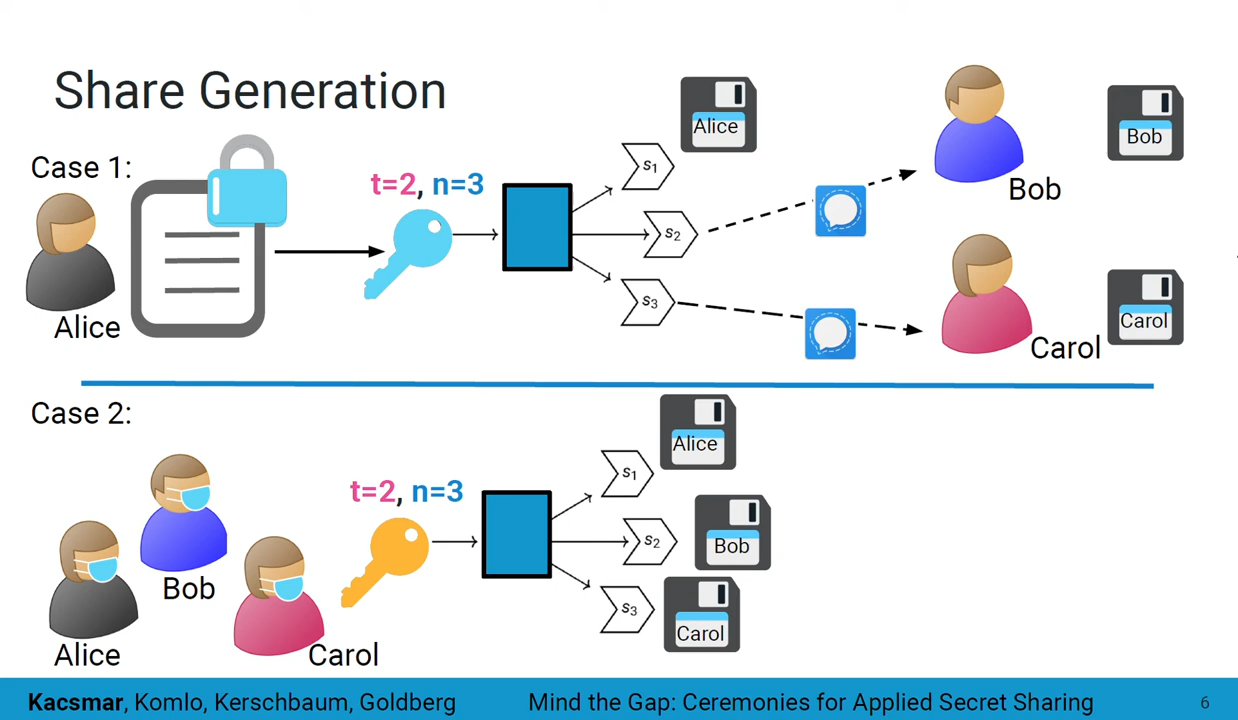 Share Generation
Case 1:
Alice
t=2, n=3
s1
s2
s3
Alice
Bob
Bob
Carol
Carol
Case 2:
Alice
Bob
Carol
t=2, n=3
s1
s2
s3
Alice
Bob
Carol
Kacsmar, Komlo, Kerschbaum, Goldberg
Mind the Gap: Ceremonies for Applied Secret Sharing
6